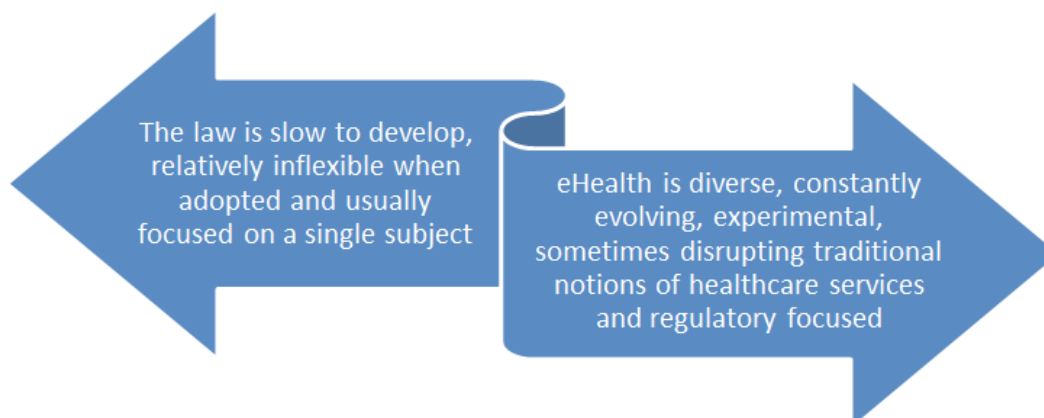 The law is slow to develop,
relatively inflexible when
adopted and usually
focused on a single subject
eHealth is diverse, constantly
evolving, experimental,
sometimes disrupting traditional
notions of healthcare services
and regulatory focused